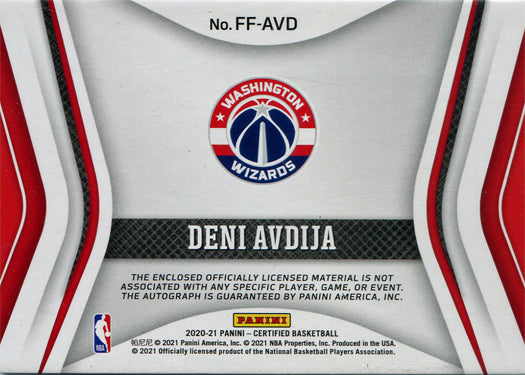 No. FF-AVD
WASHINGTON
WIZARDS
DENI AVDIJA
THE ENCLOSED OFFICIALLY LICENSED MATERIAL IS NOT
ASSOCIATED WITH ANY SPECIFIC PLAYER, GAME, OR EVENT.
THE AUTOGRAPH IS GUARANTEED BY PANINI AMERICA, INC.
PANINI
2020-21 PANINI – CERTIFIED BASKETBALL
帕尼尼 © 2021 Panini America, Inc. © 2021 NBA Properties, Inc. Produced in the USA.
© 2021 Officially licensed product of the National Basketball Players Association.
NBA